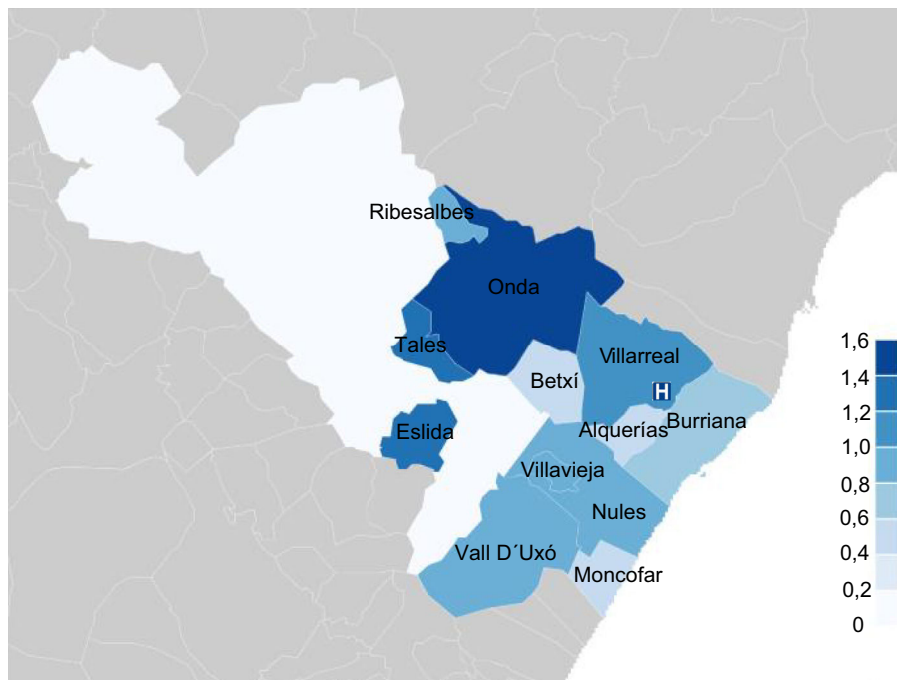 Ribesalbes
Onda
Tales
Villarreal
Betxí
H
Eslida
Alquerías
Burriana
Villavieja
Nules
Vall D´Uxó
Moncofar
1,6
1,4
1,2
1,0
0,8
0,6
0,4
0,2
0